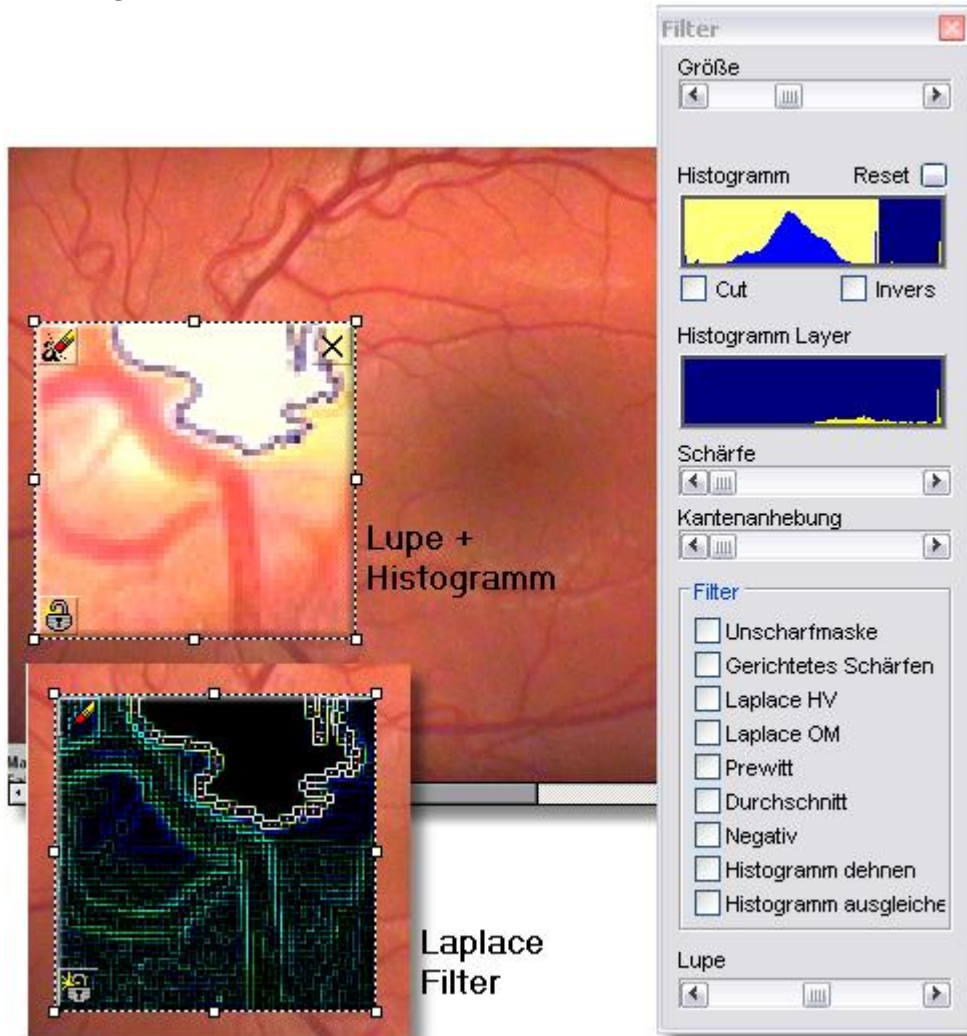 Filter
Größe
Histogramm Reset
Cut Invers
Histogramm Layer
Schärfe
Kantenanhebung
Filter
Unscharfmaske
Gerichtetes Schärfen
Laplace HV
Laplace OM
Prewitt
Durchschnitt
Negativ
Histogramm dehnen
Histogramm ausgleiche
Lupe
Lupe +
Histogramm
Laplace
Filter